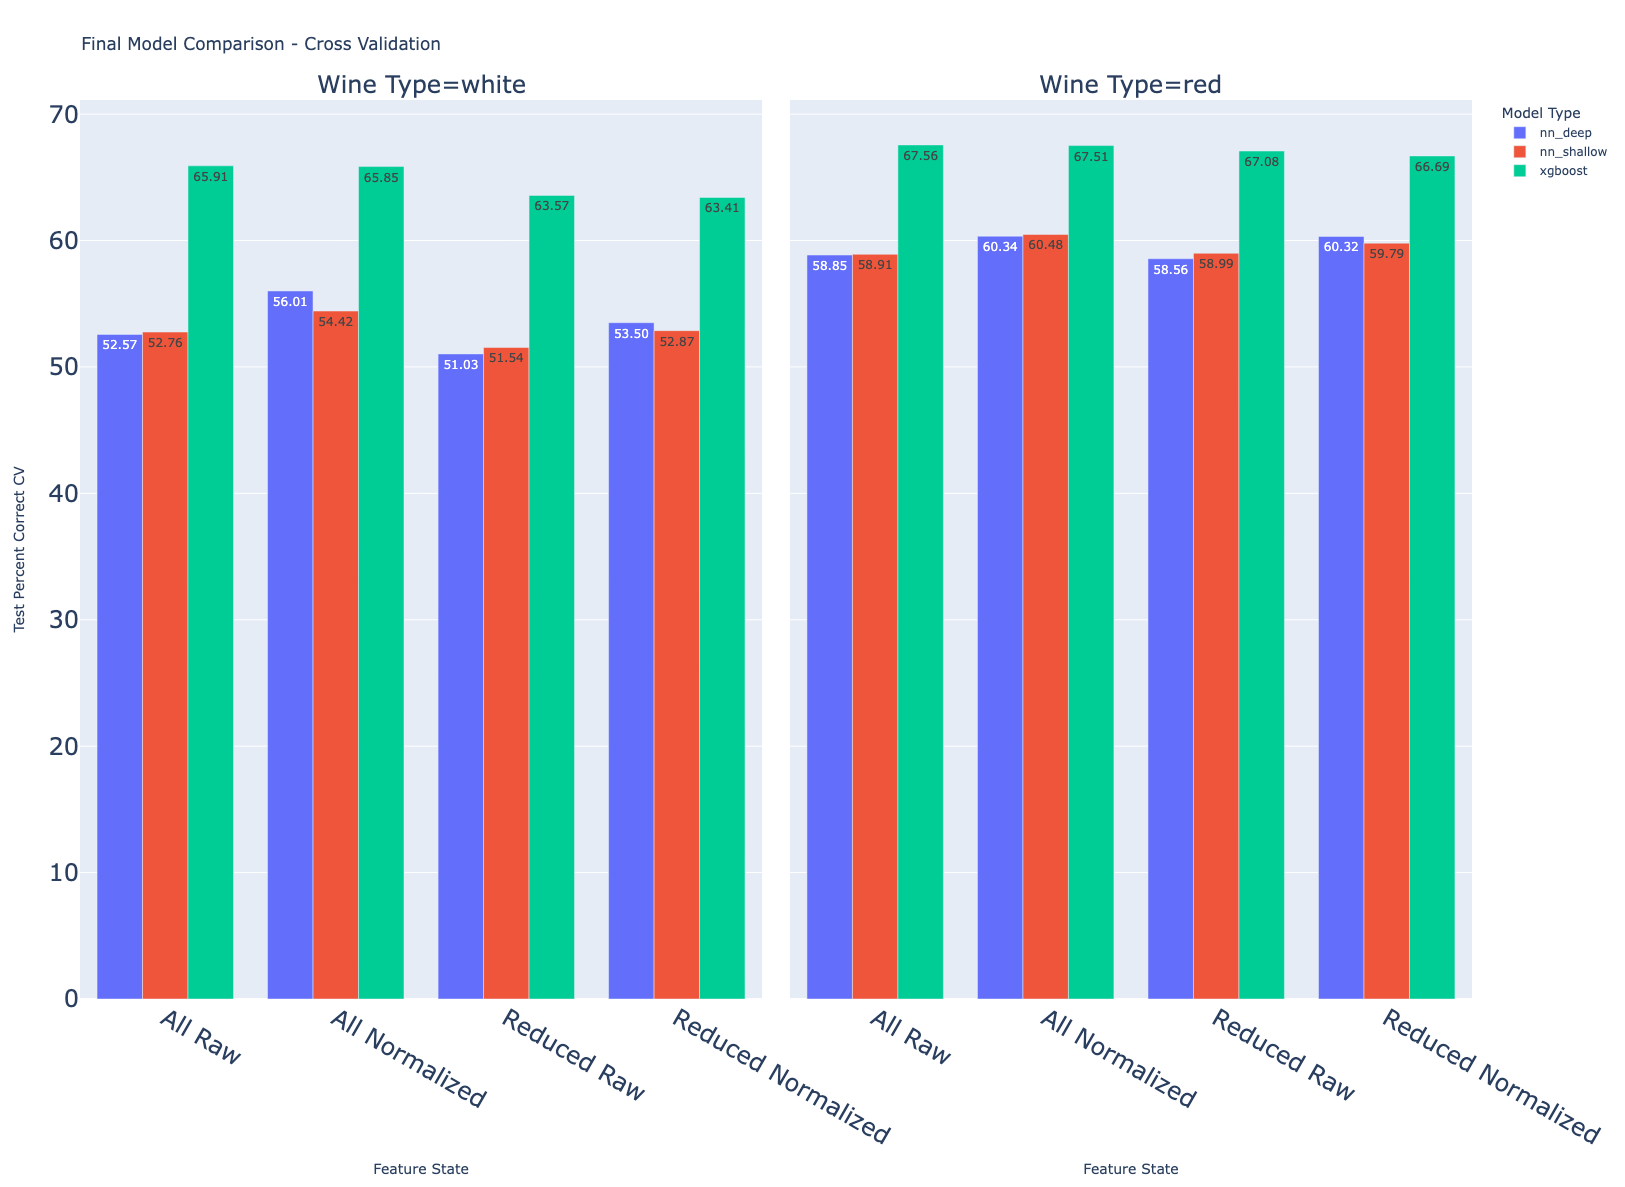 Final Model Comparison - Cross Validation
Wine Type=white
Wine Type=red
Model Type
nn_deep
nn_shallow
xgboost
Test Percent Correct CV
70
60
50
40
30
20
10
0
52.57
52.76
65.91
56.01
54.42
65.85
51.03
51.54
63.57
53.50
52.87
63.41
58.85
58.91
67.56
60.34
60.48
67.51
58.56
58.99
67.08
60.32
59.79
66.69
All Raw
All Normalized
Reduced Raw
Reduced Normalized
All Raw
All Normalized
Reduced Raw
Reduced Normalized
Feature State
Feature State